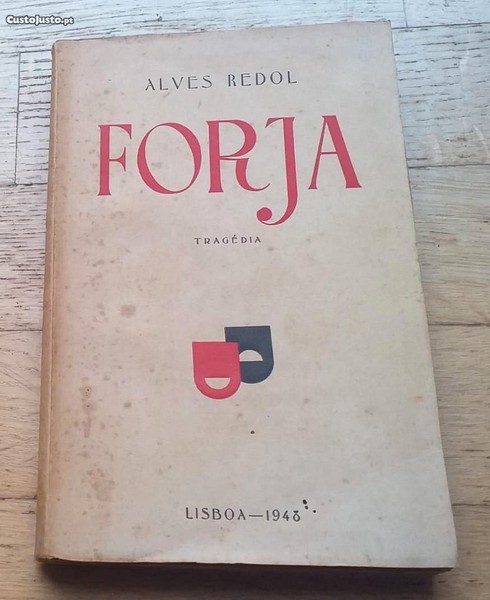 CustoJusto.pt
ALVES REDOL
FORJA
TRAGÉDIA
LISBOA—1948